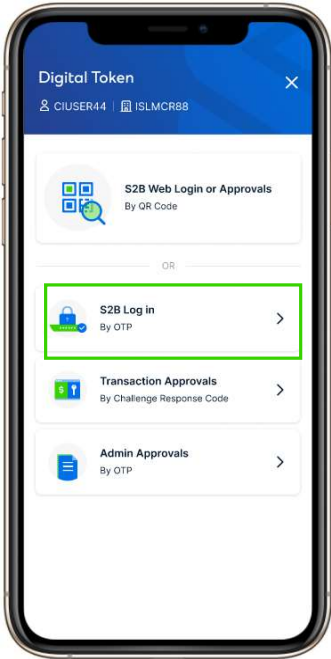 Digital Token
CIUSER44 | ISLMCR88
S2B Web Login or Approvals
By QR Code
OR
S2B Log in
By OTP
Transaction Approvals
By Challenge Response Code
Admin Approvals
By OTP